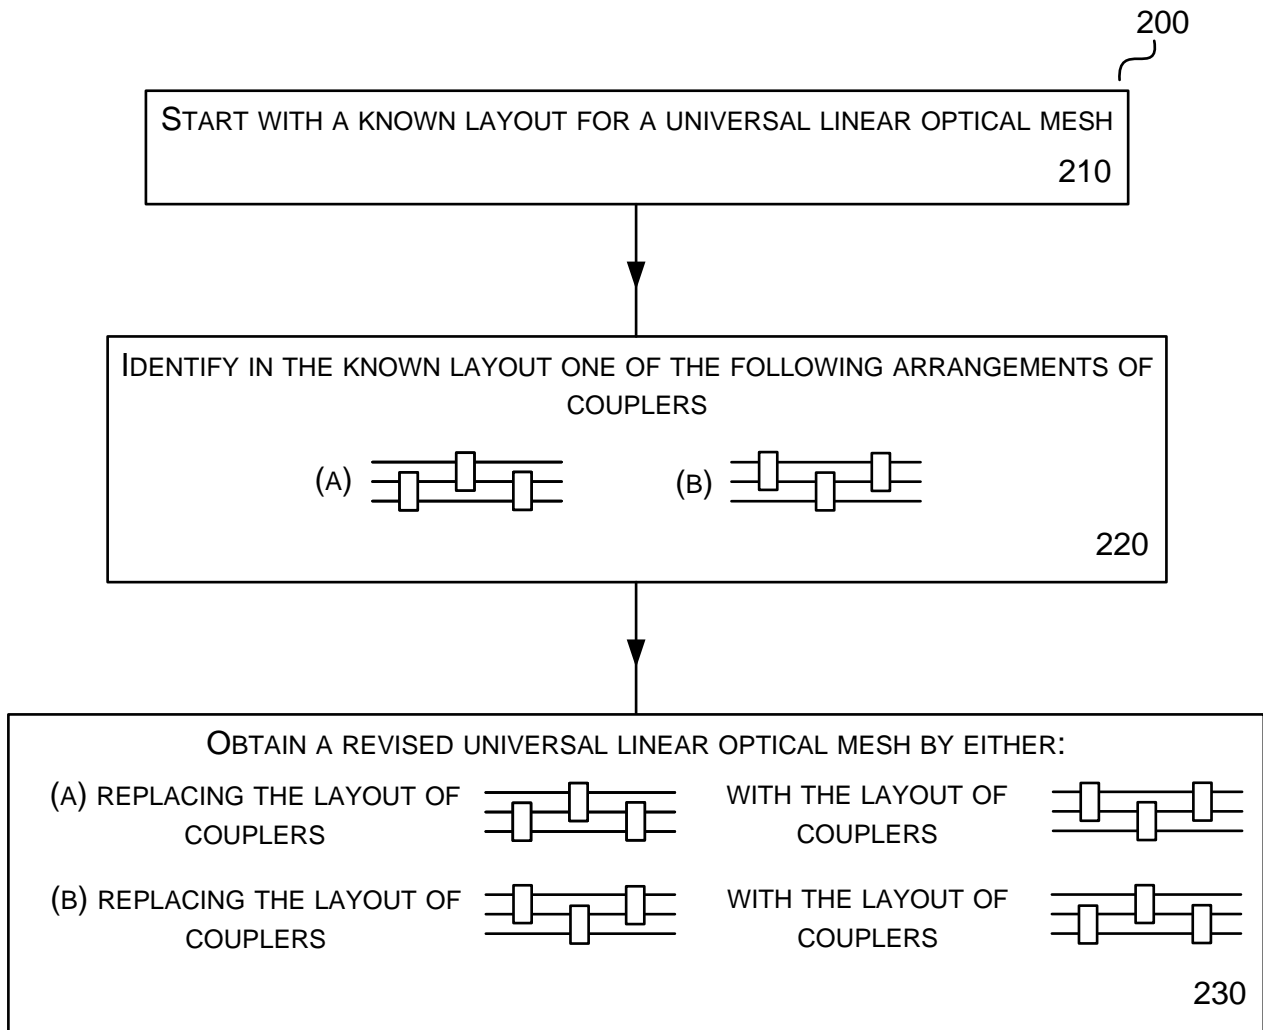 200
START WITH A KNOWN LAYOUT FOR A UNIVERSAL LINEAR OPTICAL MESH
210
IDENTIFY IN THE KNOWN LAYOUT ONE OF THE FOLLOWING ARRANGEMENTS OF
COUPLERS
(A)
(B)
220
OBTAIN A REVISED UNIVERSAL LINEAR OPTICAL MESH BY EITHER:
(A) REPLACING THE LAYOUT OF
COUPLERS
WITH THE LAYOUT OF
COUPLERS
(B) REPLACING THE LAYOUT OF
COUPLERS
WITH THE LAYOUT OF
COUPLERS
230